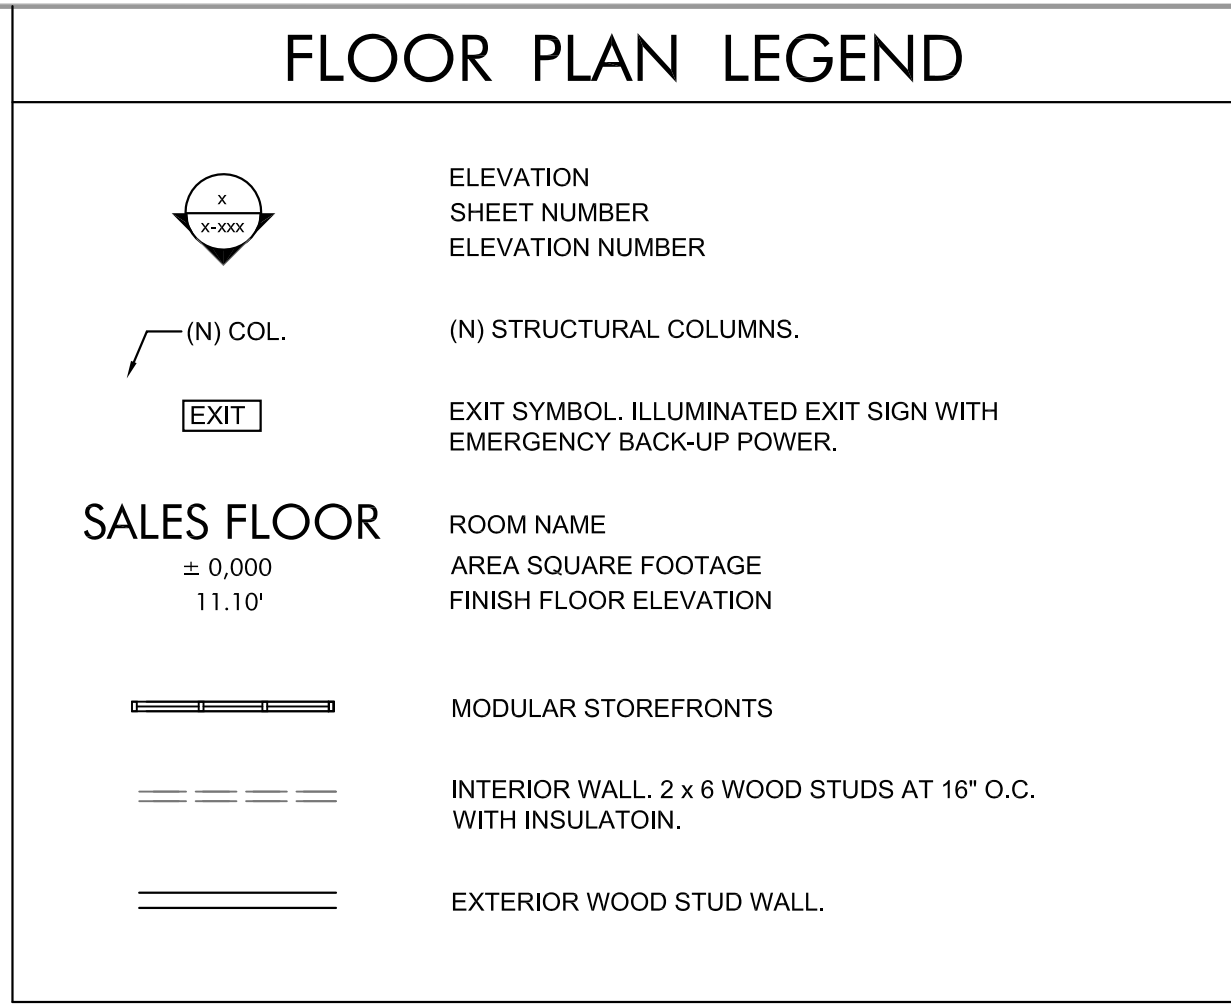 FLOOR PLAN LEGEND
x
x-xxx
ELEVATION
SHEET NUMBER
ELEVATION NUMBER
(N) COL.
(N) STRUCTURAL COLUMNS.
EXIT
EXIT SYMBOL. ILLUMINATED EXIT SIGN WITH
EMERGENCY BACK-UP POWER.
SALES FLOOR
ROOM NAME
± 0,000
AREA SQUARE FOOTAGE
11.10'
FINISH FLOOR ELEVATION
MODULAR STOREFRONTS
INTERIOR WALL. 2 x 6 WOOD STUDS AT 16" O.C.
WITH INSULATOIN.
EXTERIOR WOOD STUD WALL.